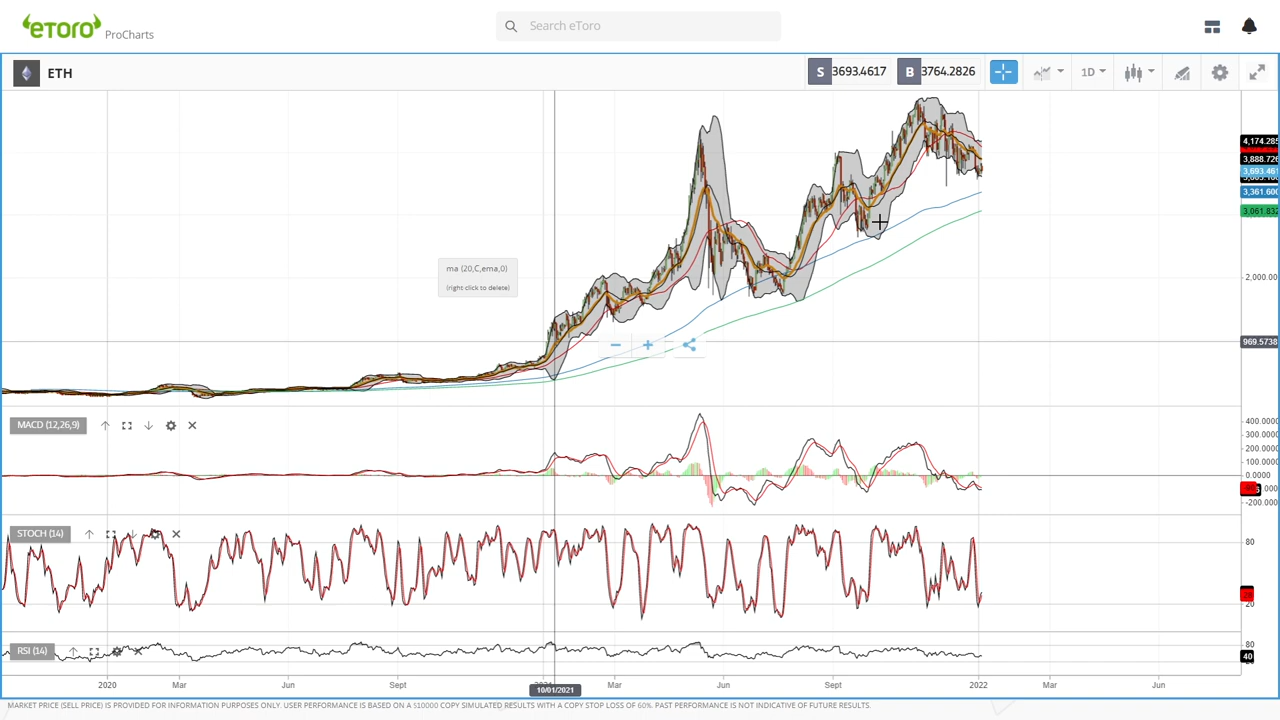 eToro ProCharts
Search eToro
ETH
S 3693.4617 B 3764.2826 1D
4,174.285
3,888.726
3,693.461
3,361.600
3,061.832
ma (20,C,ema,0)
(right click to delete)
2,000.00
969.5738
MACD (12,26,9)
400.0000
300.0000
200.0000
100.0000
0.0000
-200.000
STOCH (14)
80
20
RSI (14)
80
40
2020 Mar Jun Sept Mar Jun Sept 2022 Mar Jun
10/01/2021
MARKET PRICE (SELL PRICE) IS PROVIDED FOR INFORMATION PURPOSES ONLY. USER PERFORMANCE IS BASED ON A $10000 COPY SIMULATED RESULTS WITH A COPY STOP LOSS OF 60%. PAST PERFORMANCE IS NOT INDICATIVE OF FUTURE RESULTS.